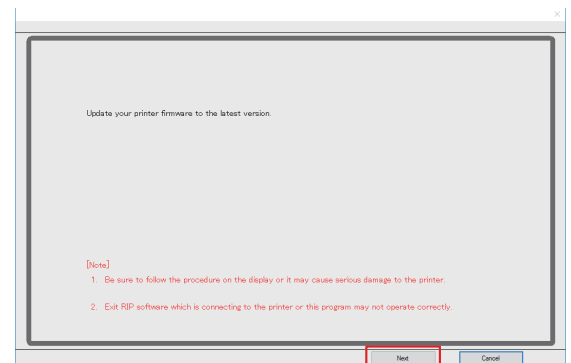 Update your printer firmware to the latest version.
[Note]
1. Be sure to follow the procedure on the display or it may cause serious damage to the printer.
2. Exit RIP software which is connecting to the printer or this program may not operate correctly.
Next Cancel